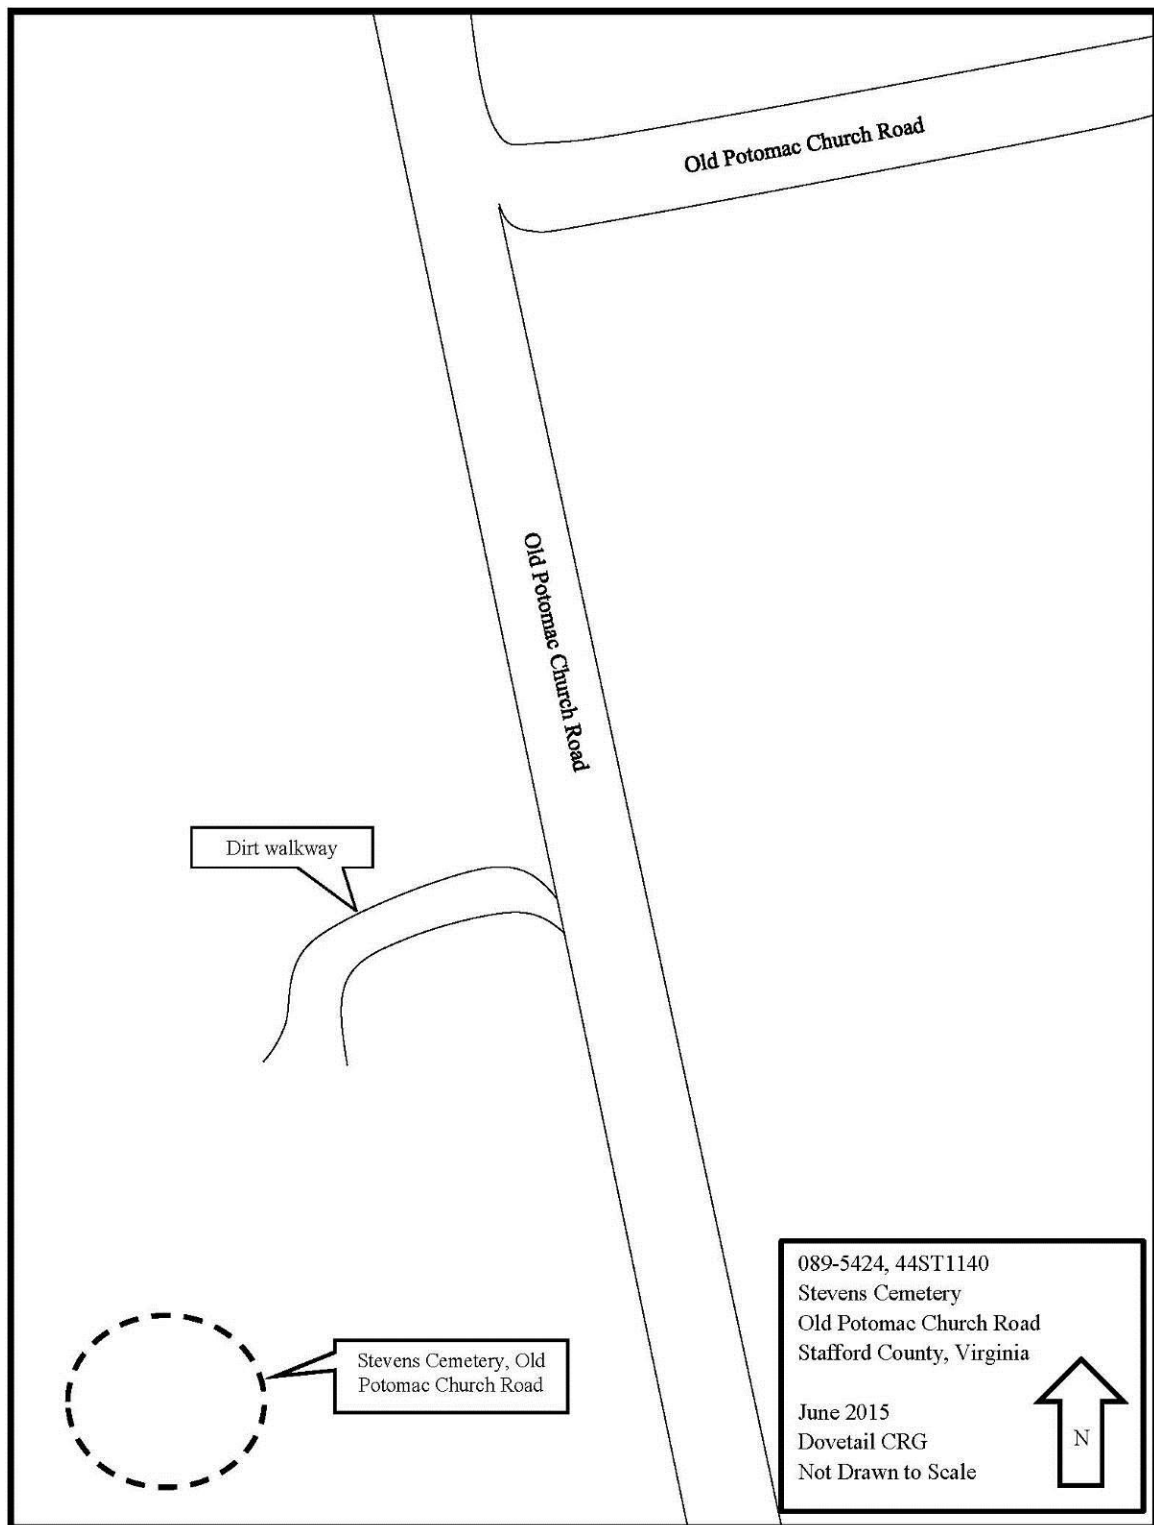 Old Potomac Church Road
Old Potomac Church Road
Dirt walkway
Stevens Cemetery, Old
Potomac Church Road
089-5424, 44ST1140
Stevens Cemetery
Old Potomac Church Road
Stafford County, Virginia
June 2015
Dovetail CRG
Not Drawn to Scale
N